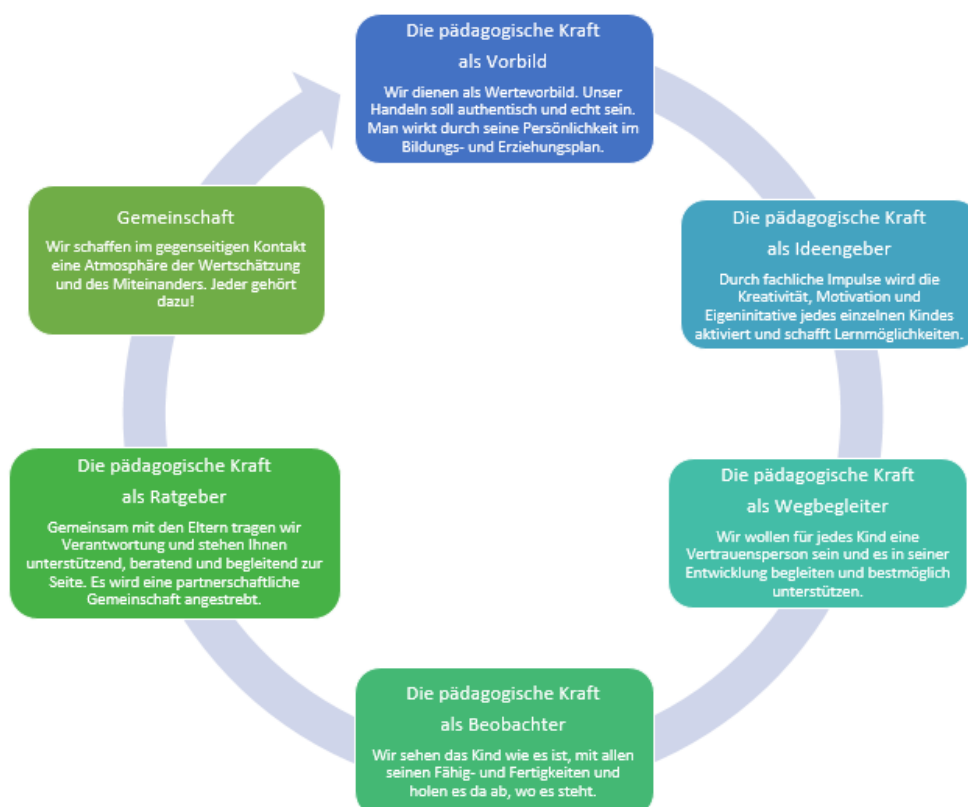 Die pädagogische Kraft
als Vorbild
Wir dienen als Wertevorbild. Unser
Handeln soll authentisch und echt sein.
Man wirkt durch seine Persönlichkeit im
Bildungs- und Erziehungsplan.
Die pädagogische Kraft
als Ideengeber
Durch fachliche Impulse wird die
Kreativität, Motivation und
Eigeninitative jedes einzelnen Kindes
aktiviert und schafft Lernmöglichkeiten.
Die pädagogische Kraft
als Wegbegleiter
Wir wollen für jedes Kind eine
Vertrauensperson sein und es in seiner
Entwicklung begleiten und bestmöglich
unterstützen.
Die pädagogische Kraft
als Beobachter
Wir sehen das Kind wie es ist, mit allen
seinen Fähig- und Fertigkeiten und
holen es da ab, wo es steht.
Die pädagogische Kraft
als Ratgeber
Gemeinsam mit den Eltern tragen wir
Verantwortung und stehen Ihnen
unterstützend, beratend und begleitend zur
Seite. Es wird eine partnerschaftliche
Gemeinschaft angestrebt.
Gemeinschaft
Wir schaffen im gegenseitigen Kontakt
eine Atmosphäre der Wertschätzung
und des Miteinanders. Jeder gehört
dazu!